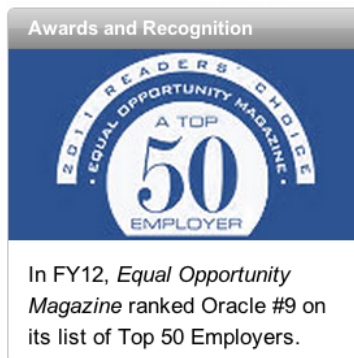 Awards and Recognition
2011 READERS' CHOICE
• EQUAL OPPORTUNITY MAGAZINE •
A TOP
50
EMPLOYER
In FY12, Equal Opportunity
Magazine ranked Oracle #9 on
its list of Top 50 Employers.